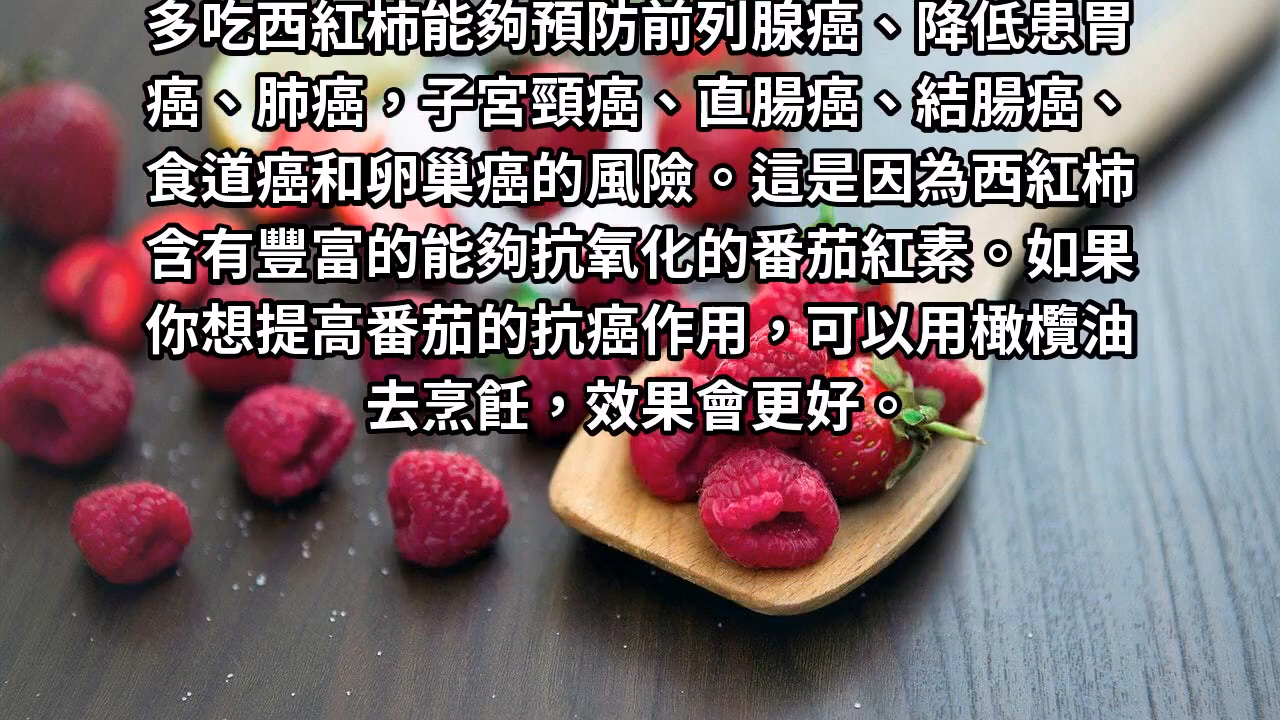 多吃西紅柿能夠預防前列腺癌、降低患胃
癌、肺癌，子宮頸癌、直腸癌、結腸癌、
食道癌和卵巢癌的風險。這是因為西紅柿
含有豐富的能夠抗氧化的番茄紅素。如果
你想提高番茄的抗癌作用，可以用橄欖油
去烹飪，效果會更好。